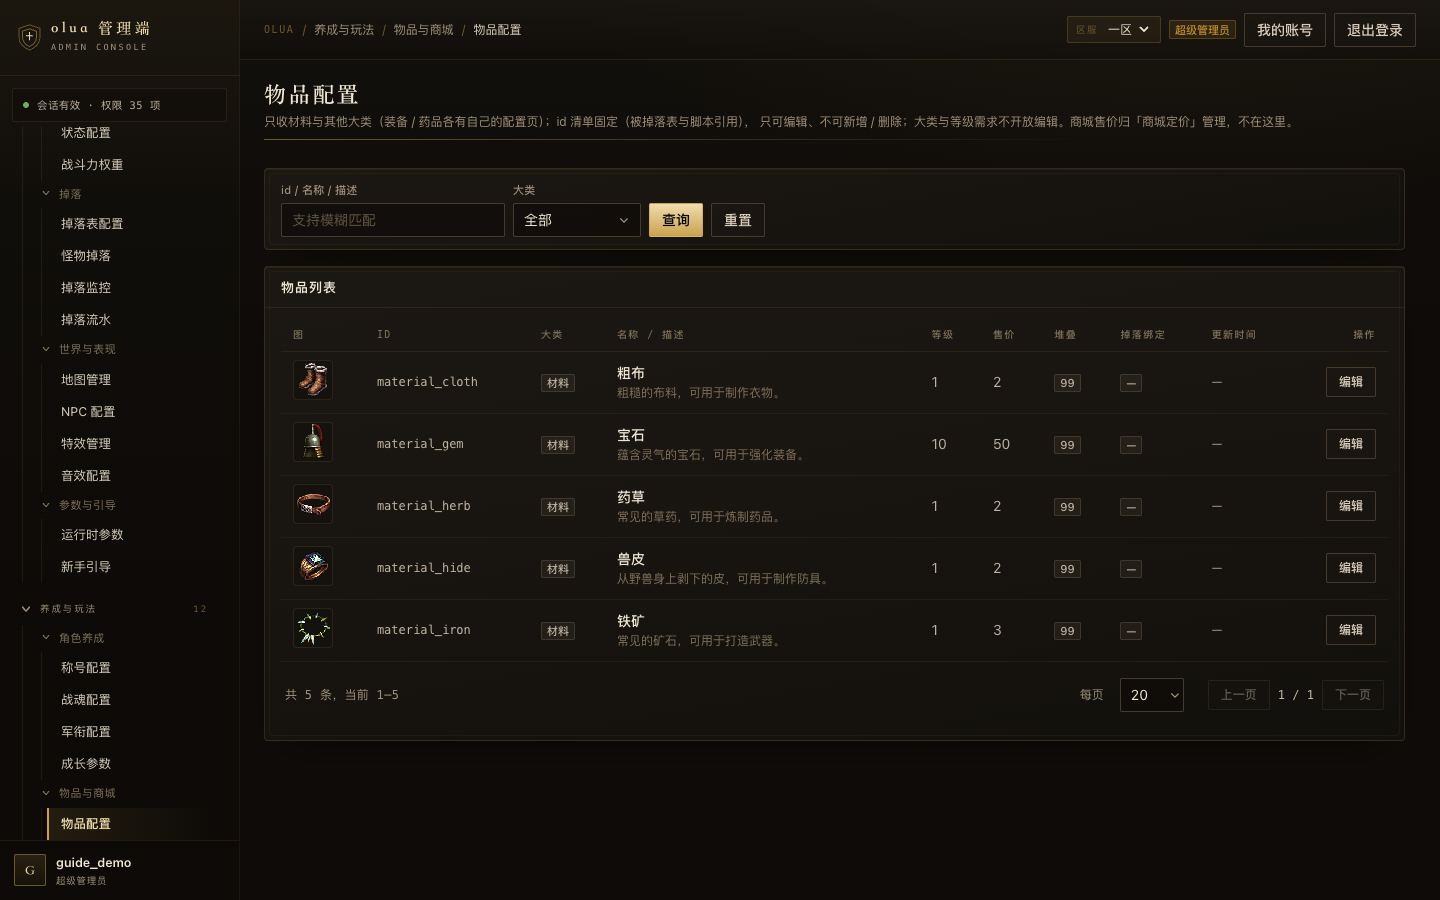 olua 管理端
ADMIN CONSOLE
会话有效 · 权限 35 项
状态配置
战斗力权重
掉落
掉落表配置
怪物掉落
掉落监控
掉落流水
世界与表现
地图管理
NPC 配置
特效管理
音效配置
参数与引导
运行时参数
新手引导
养成与玩法 12
角色养成
称号配置
战魂配置
军衔配置
成长参数
物品与商城
物品配置
G guide_demo
超级管理员
OLUA / 养成与玩法 / 物品与商城 / 物品配置
区服 一区 超级管理员 我的账号 退出登录
物品配置
只收材料与其他大类（装备 / 药品各有自己的配置页）；id 清单固定（被掉落表与脚本引用），只可编辑、不可新增 / 删除；大类与等级需求不开放编辑。商城售价归「商城定价」管理，不在这里。
id / 名称 / 描述 大类
支持模糊匹配 全部 查询 重置
物品列表
图 ID 大类 名称 / 描述 等级 售价 堆叠 掉落绑定 更新时间 操作
material_cloth 材料 粗布 1 2 99 — — 编辑
粗糙的布料，可用于制作衣物。
material_gem 材料 宝石 10 50 99 — — 编辑
蕴含灵气的宝石，可用于强化装备。
material_herb 材料 药草 1 2 99 — — 编辑
常见的草药，可用于炼制药品。
material_hide 材料 兽皮 1 2 99 — — 编辑
从野兽身上剥下的皮，可用于制作防具。
material_iron 材料 铁矿 1 3 99 — — 编辑
常见的矿石，可用于打造武器。
共 5 条，当前 1–5 每页 20 上一页 1 / 1 下一页